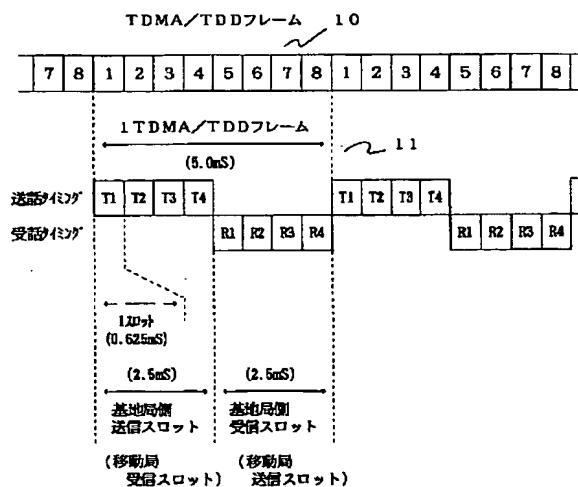 TDMA/TDDフレーム 10
7 8 1 2 3 4 5 6 7 8 1 2 3 4 5 6 7 8
1TDMA/TDDフレーム
(5.0mS)
11
送話タイミング T1 T2 T3 T4 T1 T2 T3 T4
受話タイミング R1 R2 R3 R4 R1 R2 R3 R4
1スロット
(0.625mS)
(2.5mS) (2.5mS)
基地局側 基地局側
送信スロット 受信スロット
(移動局 (移動局
受信スロット) 送信スロット)